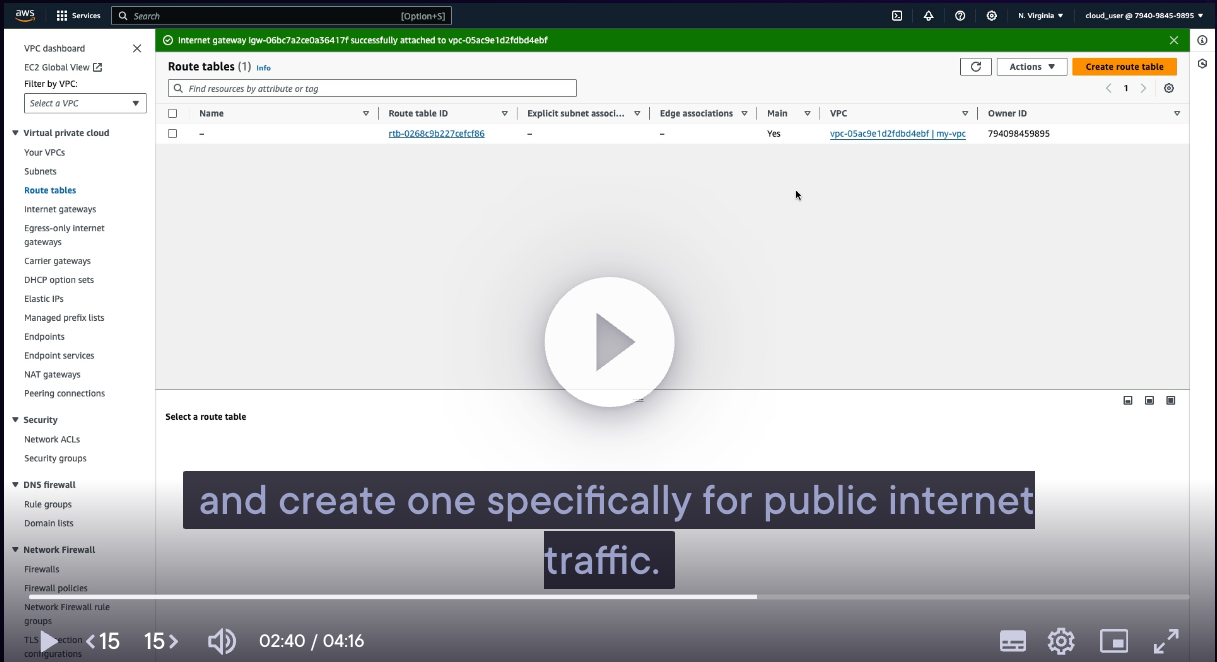 aws
Services
Search
[Option+S]
N. Virginia
cloud_user @ 7940-9845-9895
VPC dashboard
EC2 Global View
Filter by VPC:
Select a VPC
Virtual private cloud
Your VPCs
Subnets
Route tables
Internet gateways
Egress-only internet
gateways
Carrier gateways
DHCP option sets
Elastic IPs
Managed prefix lists
Endpoints
Endpoint services
NAT gateways
Peering connections
Security
Network ACLs
Security groups
DNS firewall
Rule groups
Domain lists
Network Firewall
Firewalls
Firewall policies
Network Firewall rule
groups
configurations
Internet gateway igw-06bc7a2ce0a36417f successfully attached to vpc-05ac9e1d2fdbd4ebf
Route tables (1) Info
Actions
Create route table
Find resources by attribute or tag
1
Name Route table ID Explicit subnet associ... Edge associations Main VPC Owner ID
– rtb-0268c9b227cefcf86 – – Yes vpc-05ac9e1d2fdbd4ebf | my-vpc 794098459895
Select a route table
and create one specifically for public internet
traffic.
15 15 02:40 / 04:16